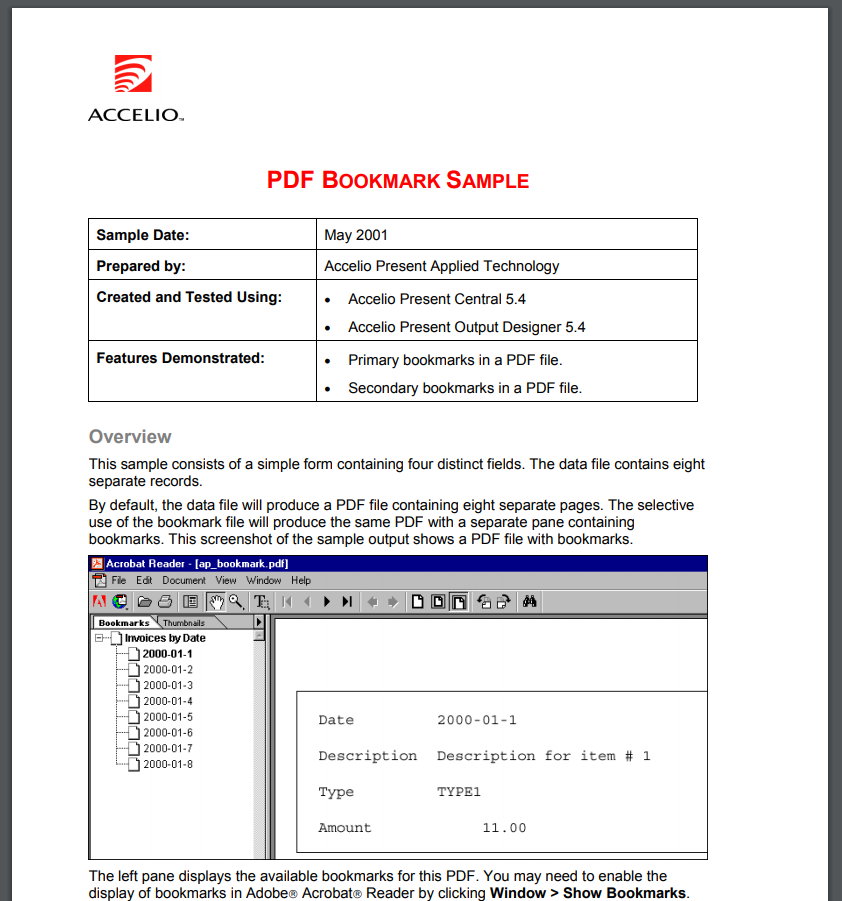 ACCELIO™
PDF BOOKMARK SAMPLE
Sample Date: May 2001
Prepared by: Accelio Present Applied Technology
Created and Tested Using: • Accelio Present Central 5.4
• Accelio Present Output Designer 5.4
Features Demonstrated: • Primary bookmarks in a PDF file.
• Secondary bookmarks in a PDF file.
Overview
This sample consists of a simple form containing four distinct fields. The data file contains eight
separate records.
By default, the data file will produce a PDF file containing eight separate pages. The selective
use of the bookmark file will produce the same PDF with a separate pane containing
bookmarks. This screenshot of the sample output shows a PDF file with bookmarks.
Acrobat Reader - [ap_bookmark.pdf]
File Edit Document View Window Help
Bookmarks Thumbnails
Invoices by Date
2000-01-1
2000-01-2
2000-01-3
2000-01-4
2000-01-5
2000-01-6
2000-01-7
2000-01-8
Date 2000-01-1
Description Description for item # 1
Type TYPE1
Amount 11.00
The left pane displays the available bookmarks for this PDF. You may need to enable the
display of bookmarks in Adobe® Acrobat® Reader by clicking Window > Show Bookmarks.